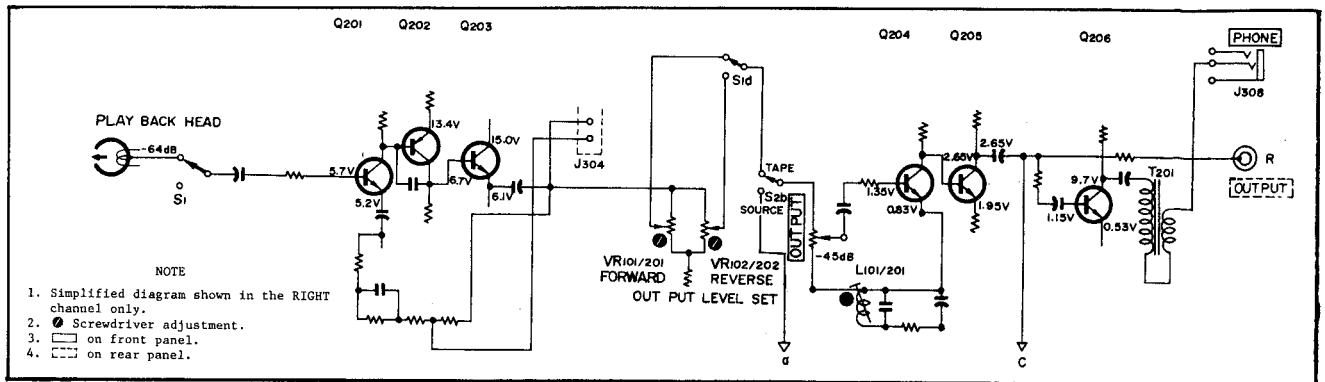 Q201 Q202 Q203 Q204 Q205 Q206
PHONE
J308
PLAY BACK HEAD
-64dB
S1
5.7V
5.2V
13.4V
15.0V
6.7V
6.1V
J304
S1d
TAPE
S2b
SOURCE
OUTPUT
-45dB
VR101/201
FORWARD
VR102/202
REVERSE
OUT PUT LEVEL SET
L101/201
1.35V
0.83V
2.65V
2.65V
1.95V
9.7V
1.15V
0.53V
T201
R
OUTPUT
a
C
NOTE
1. Simplified diagram shown in the RIGHT
channel only.
2. Screwdriver adjustment.
3. on front panel.
4. on rear panel.